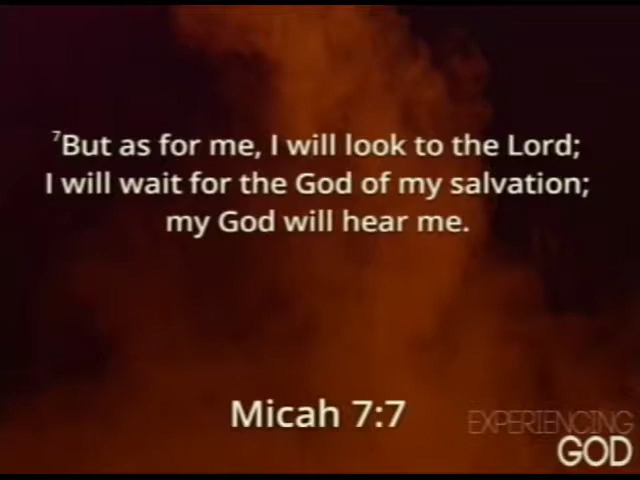 ⁷But as for me, I will look to the Lord;
I will wait for the God of my salvation;
my God will hear me.
Micah 7:7
EXPERIENCING
GOD